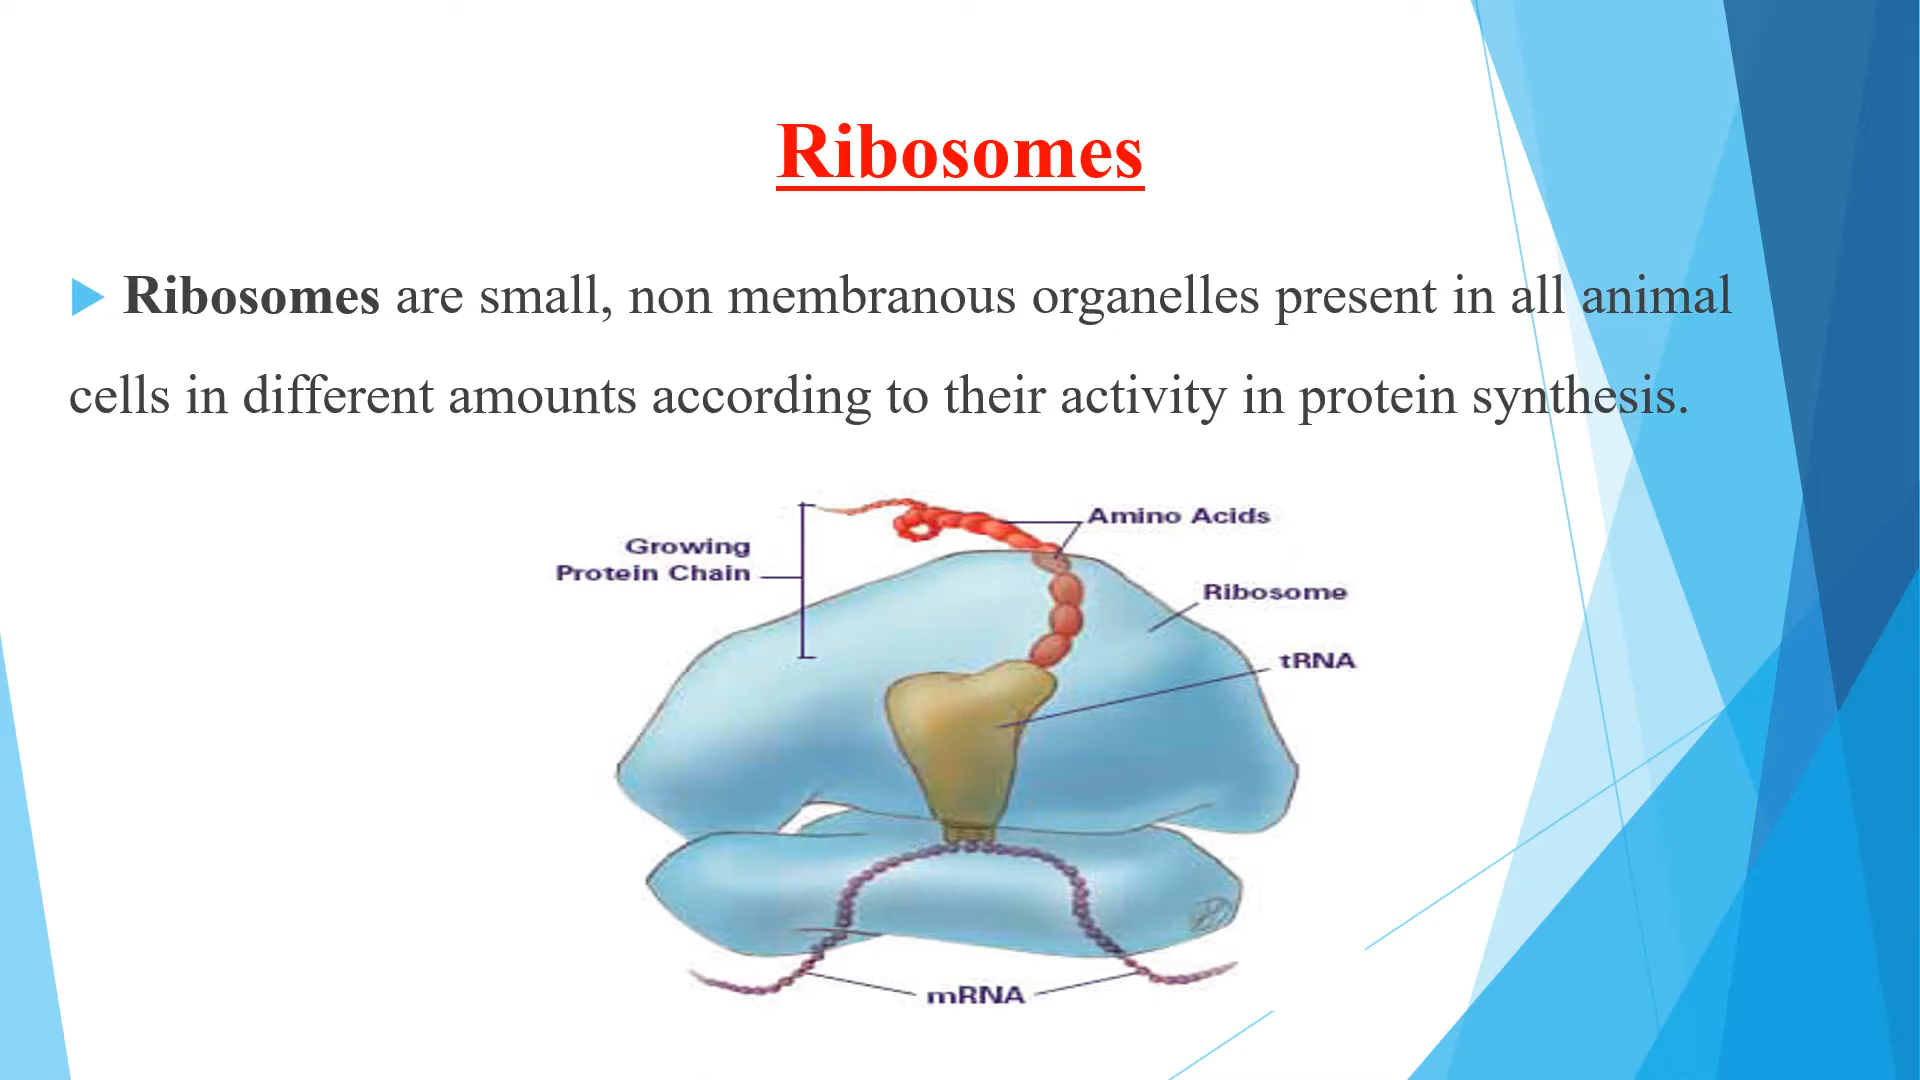 Ribosomes
Ribosomes are small, non membranous organelles present in all animal
cells in different amounts according to their activity in protein synthesis.
Amino Acids
Growing
Protein Chain
Ribosome
tRNA
mRNA